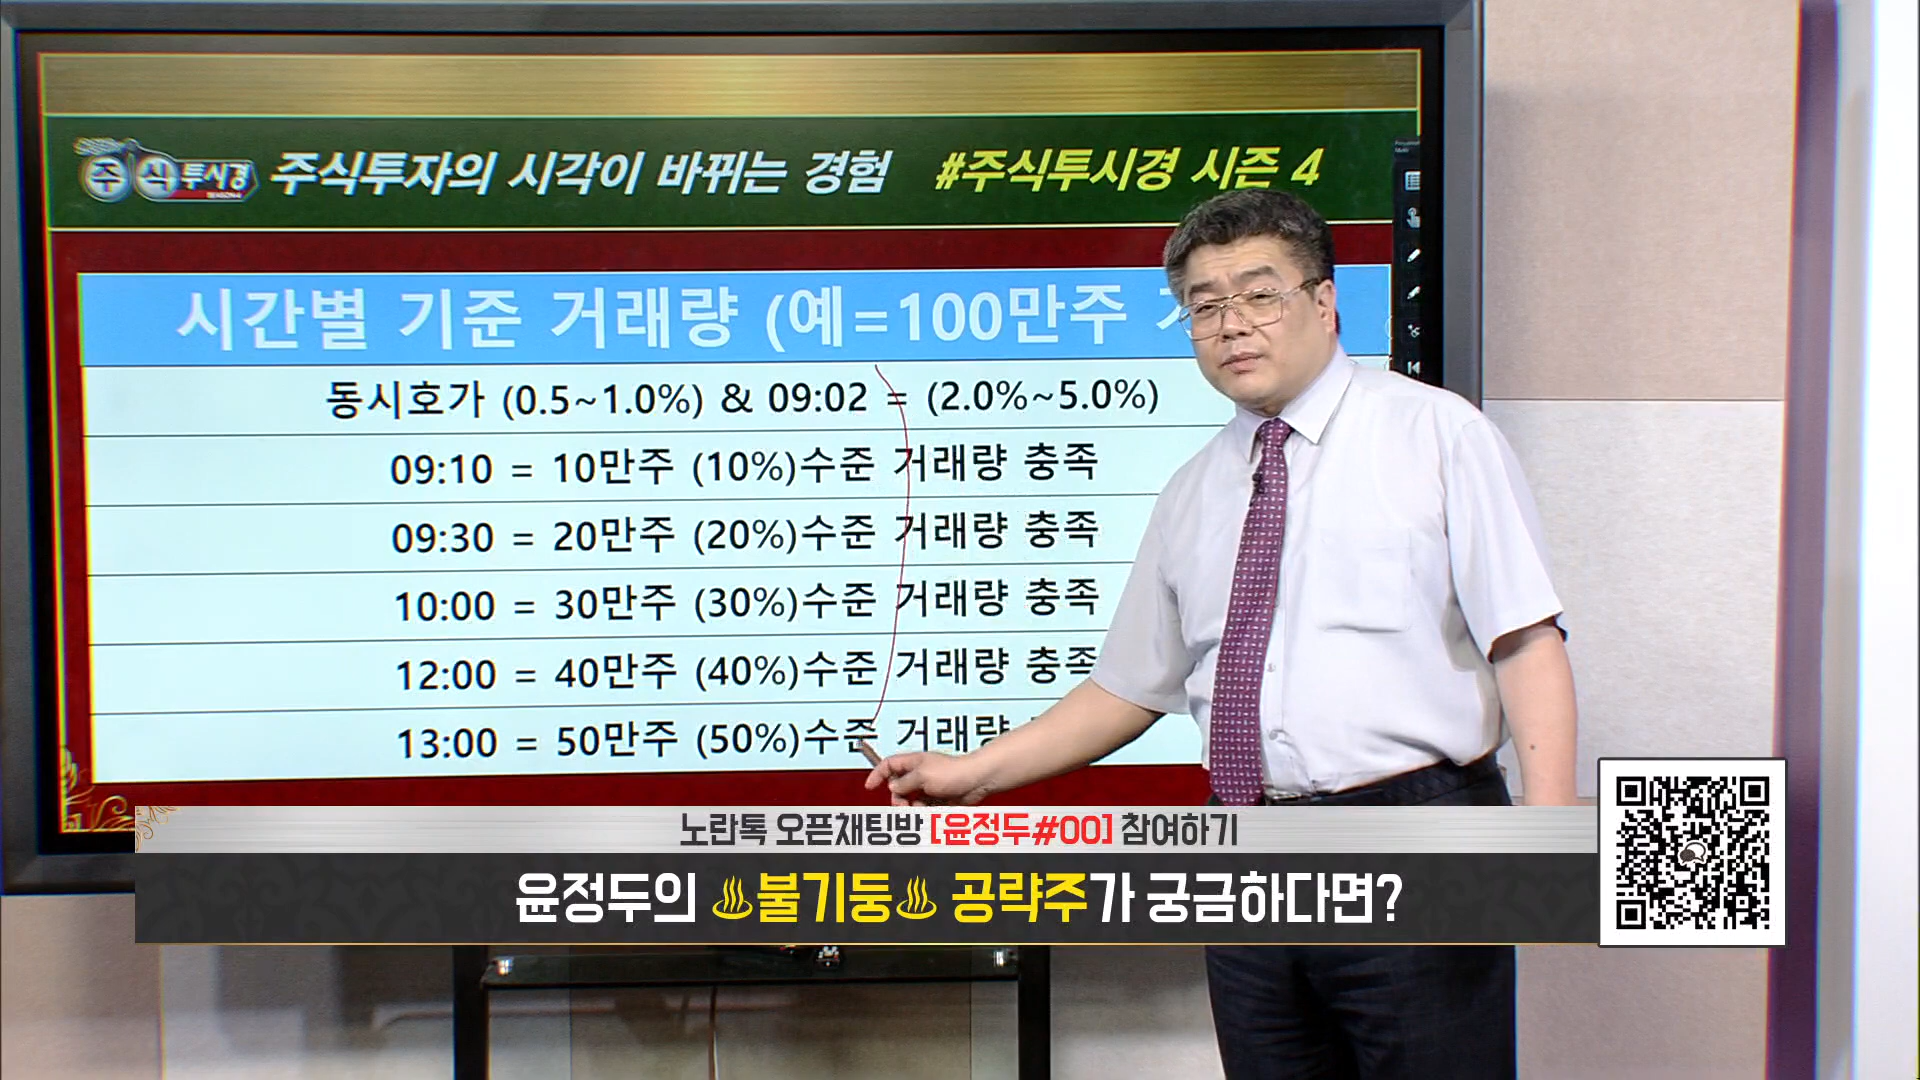 주식투시경 SEASON4 주식투자의 시각이 바뀌는 경험 #주식투시경 시즌 4
시간별 기준 거래량 (예=100만주
동시호가 (0.5~1.0%) & 09:02 = (2.0%~5.0%)
09:10 = 10만주 (10%)수준 거래량 충족
09:30 = 20만주 (20%)수준 거래량 충족
10:00 = 30만주 (30%)수준 거래량 충족
12:00 = 40만주 (40%)수준 거래량 충족
13:00 = 50만주 (50%)수준 거래량
노란톡 오픈채팅방 [윤정두#00] 참여하기
윤정두의 ♨불기둥♨ 공략주가 궁금하다면?